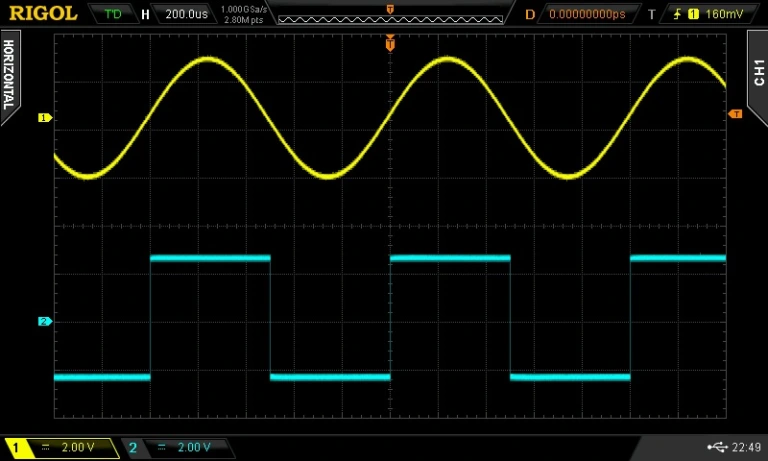 RIGOL T'D H 200.0us 1.000GSa/s 2.80M pts T D 0.00000000ps T 1 160mV
HORIZONTAL
T
CH1
1
T
2
1 2.00 V 2 2.00 V 22:49